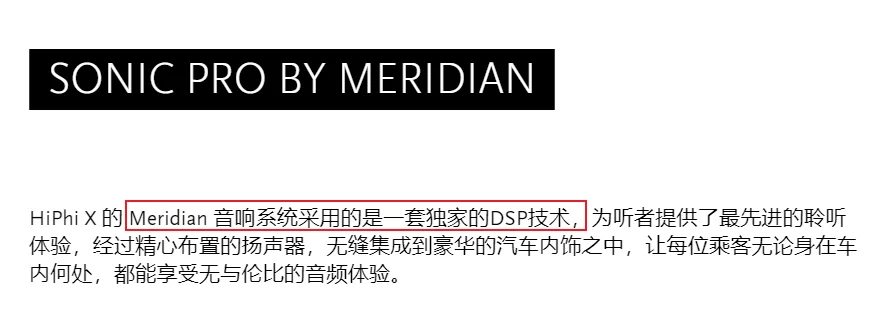 SONIC PRO BY MERIDIAN
HiPhi X 的 Meridian 音响系统采用的是一套独家的DSP技术，为听者提供了最先进的聆听
体验，经过精心布置的扬声器，无缝集成到豪华的汽车内饰之中，让每位乘客无论身在车
内何处，都能享受无与伦比的音频体验。